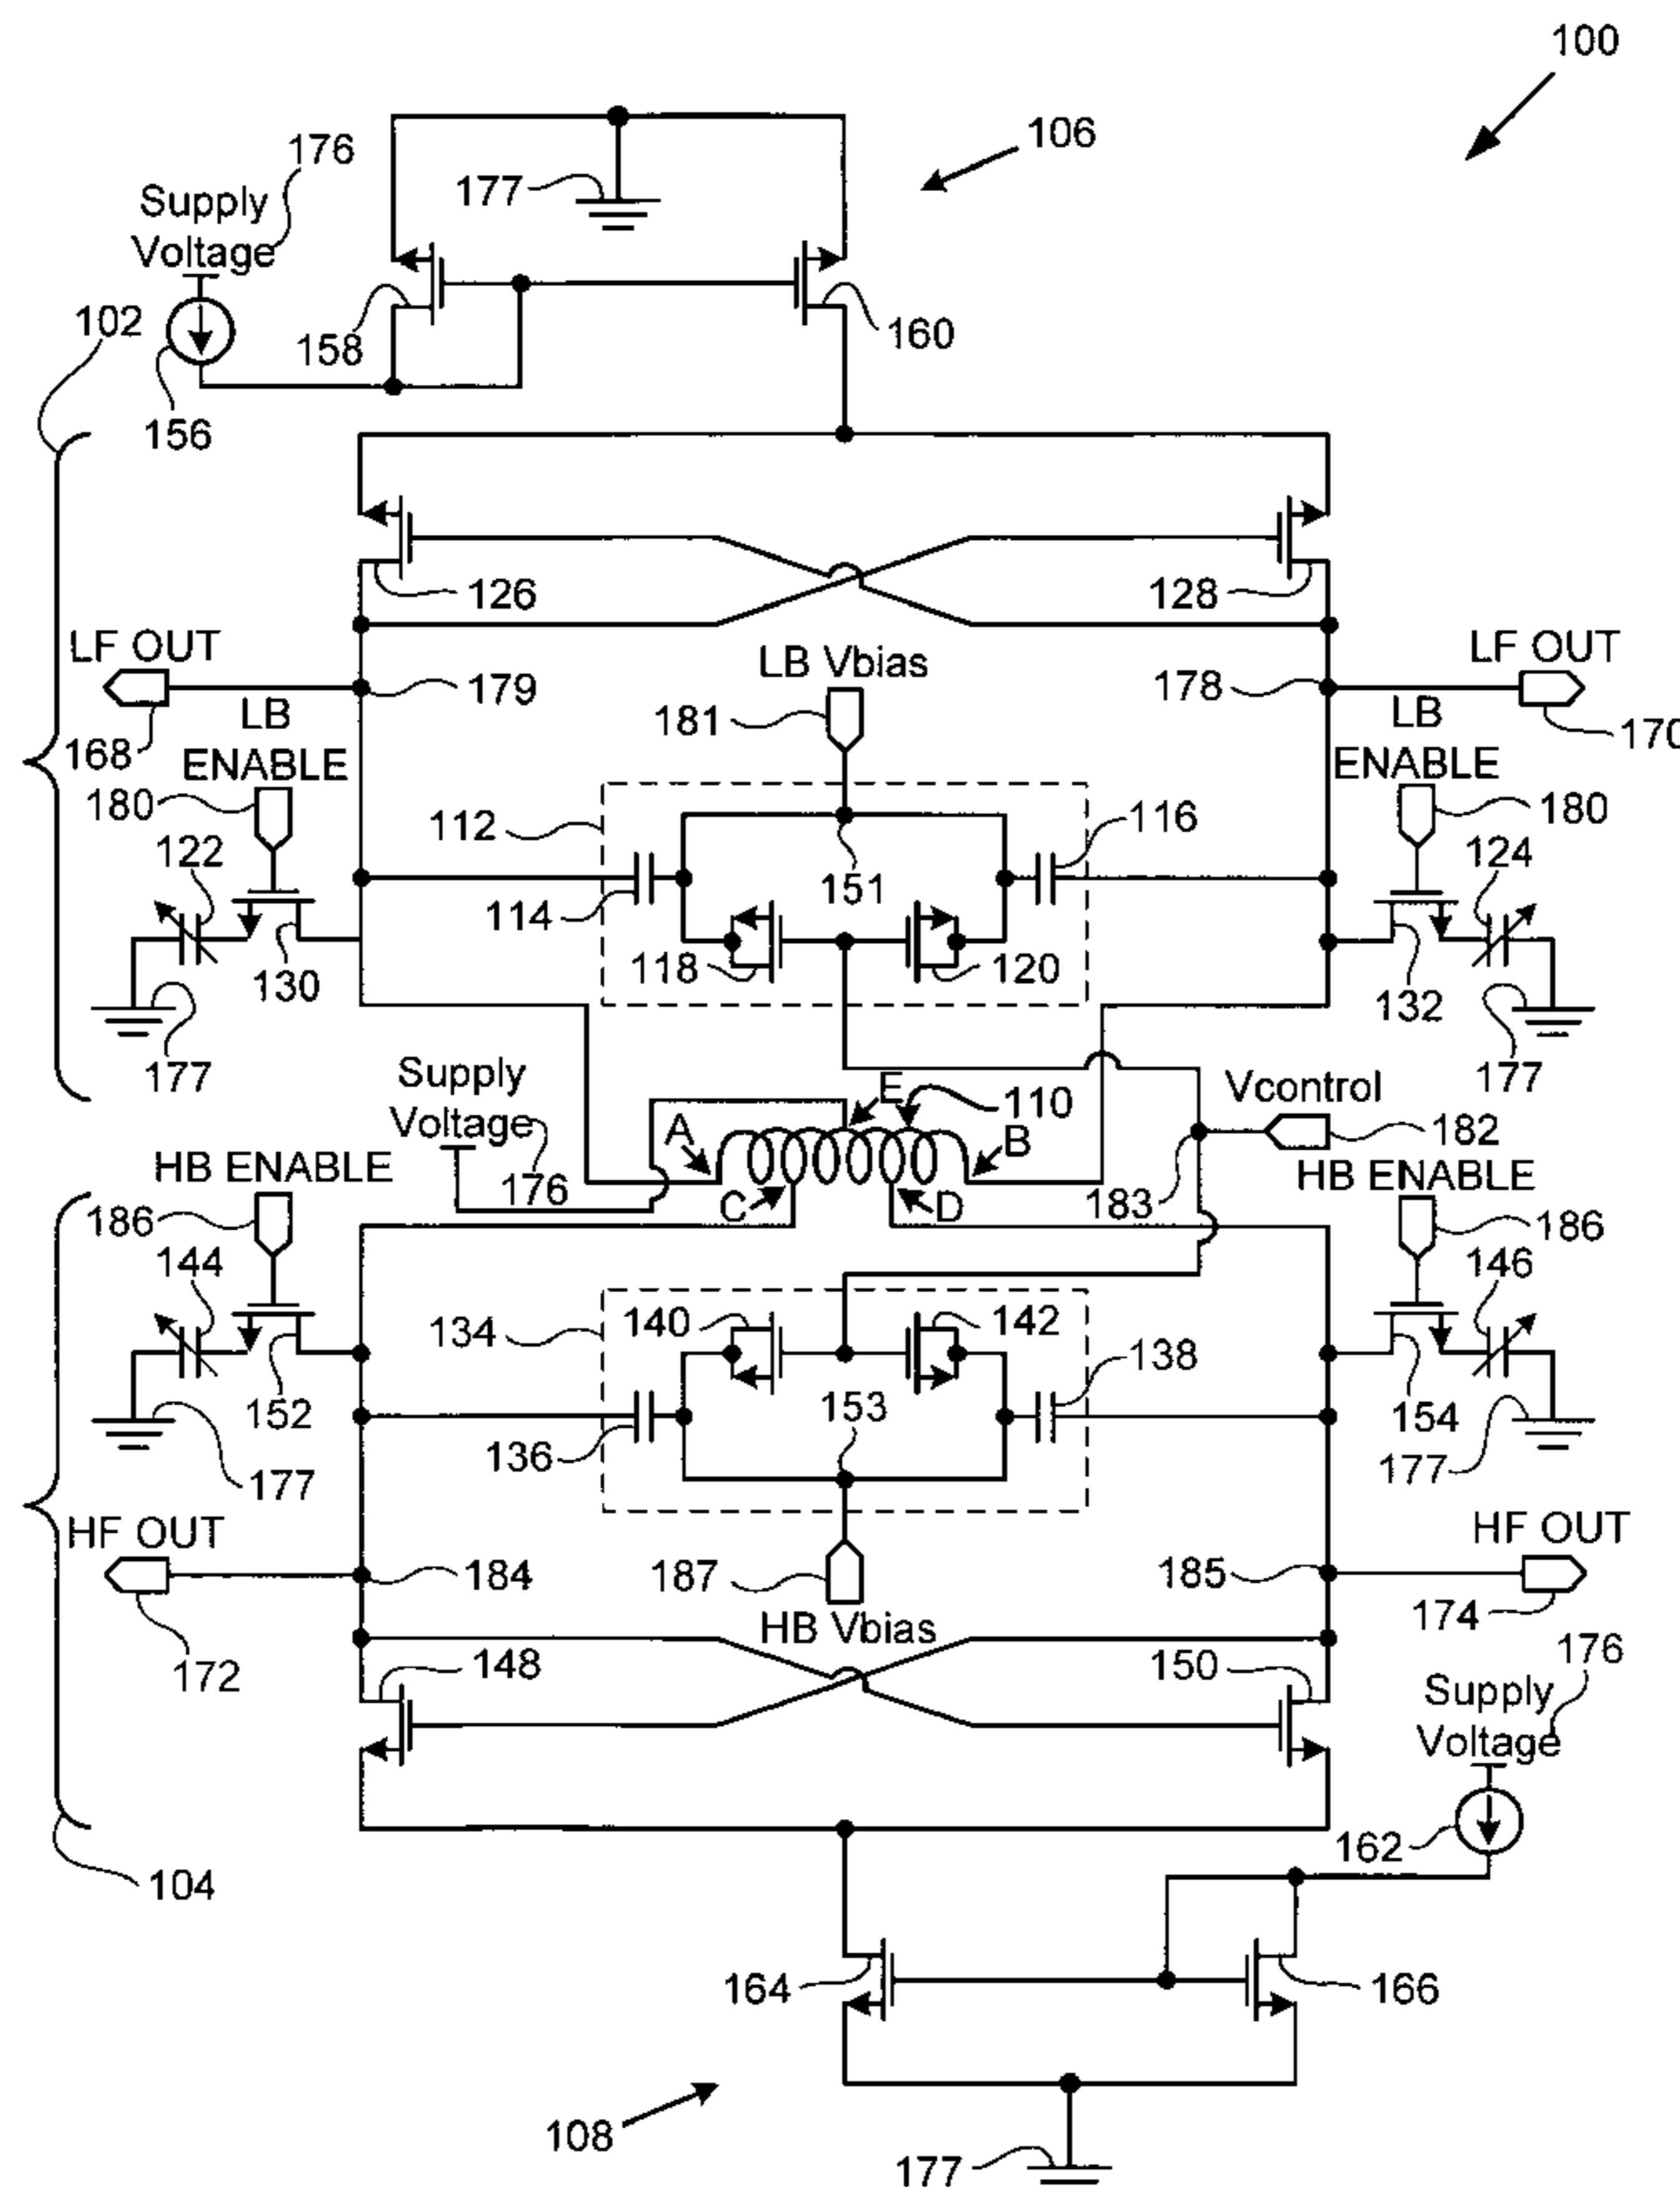 100
106
176
Supply
Voltage
177
102
158
160
156
126
128
LF OUT
179
LB Vbias
178
LF OUT
168
LB
ENABLE
181
LB
ENABLE
170
180
180
112
116
122
124
114
151
130
118
120
132
177
177
Supply
Voltage
176
E
110
A
B
Vcontrol
182
HB ENABLE
C
D
183
HB ENABLE
186
186
144
146
134
140
142
138
152
153
154
136
177
177
HF OUT
184
187
185
HF OUT
174
HB Vbias
172
148
150
176
Supply
Voltage
162
104
164
166
108
177